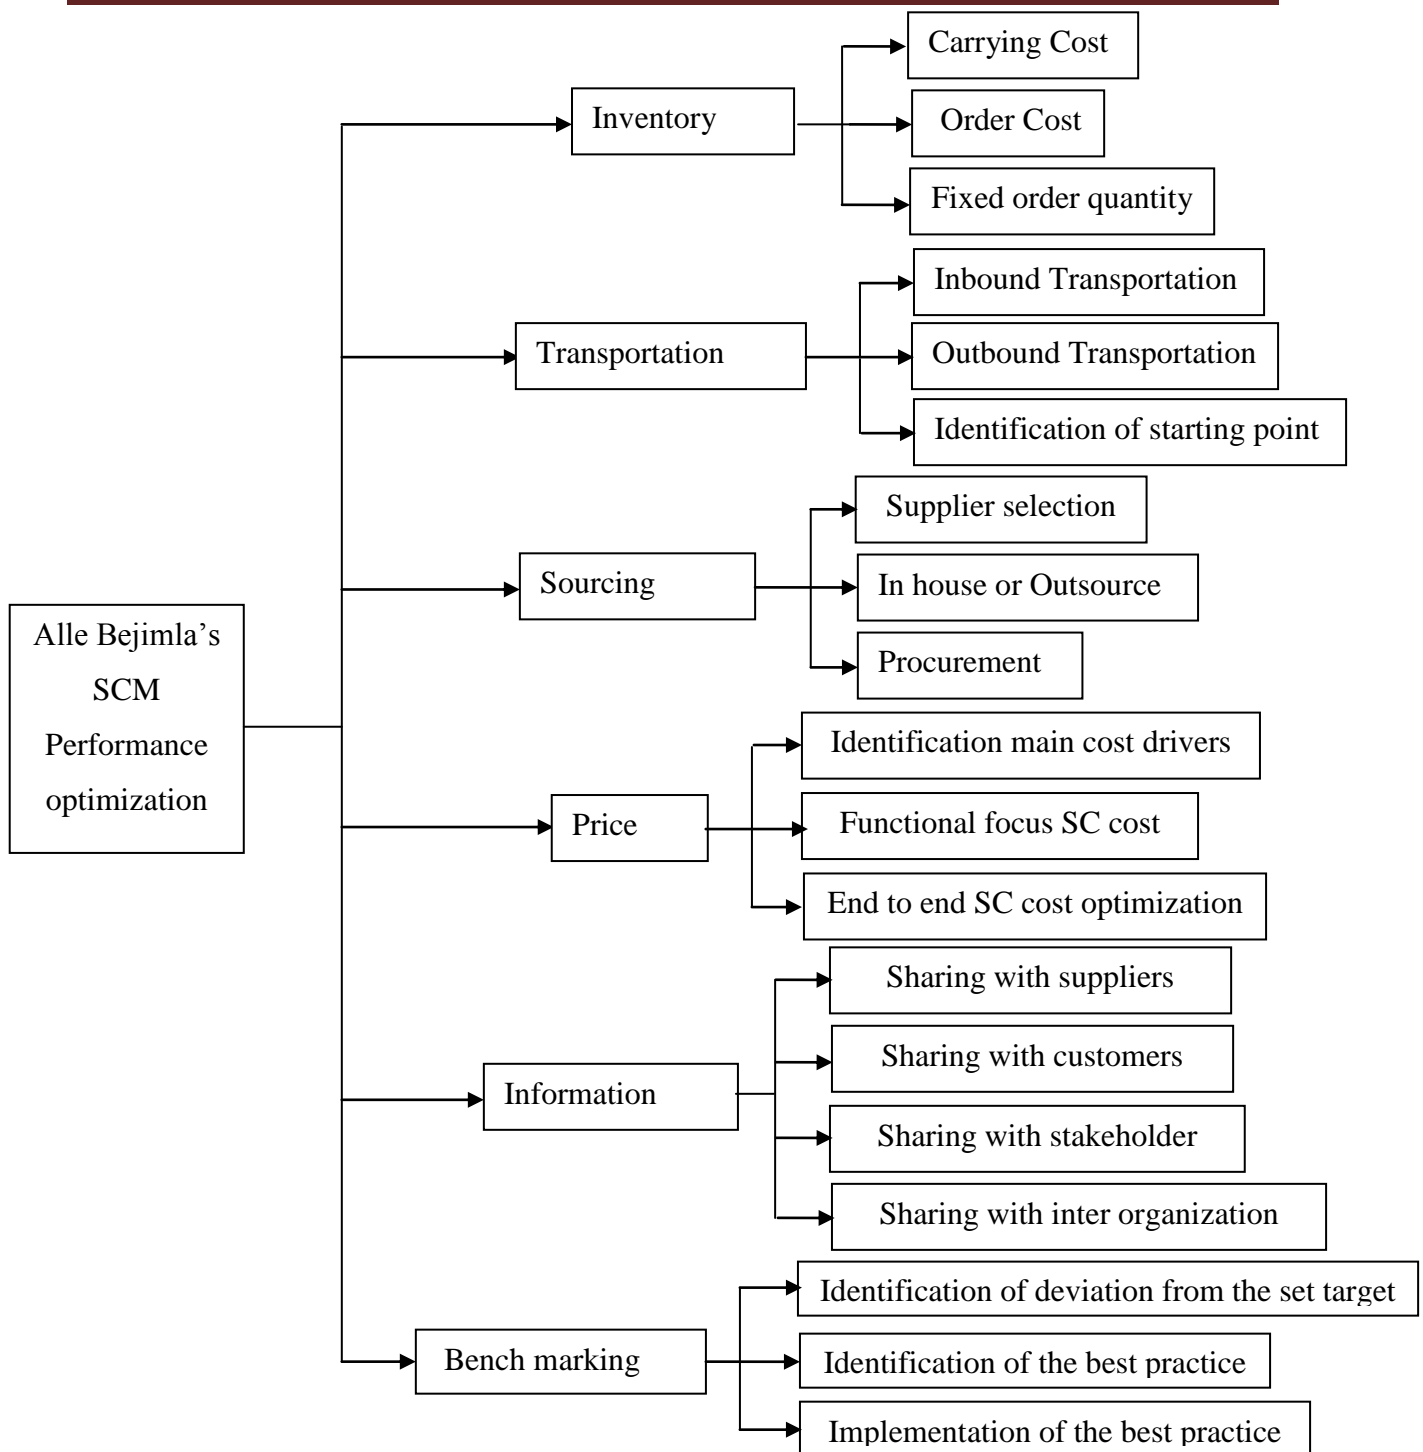 Carrying Cost
Inventory
Order Cost
Fixed order quantity
Inbound Transportation
Transportation
Outbound Transportation
Identification of starting point
Supplier selection
Sourcing
In house or Outsource
Procurement
Alle Bejimla’s
SCM
Performance
optimization
Identification main cost drivers
Price
Functional focus SC cost
End to end SC cost optimization
Sharing with suppliers
Sharing with customers
Information
Sharing with stakeholder
Sharing with inter organization
Identification of deviation from the set target
Bench marking
Identification of the best practice
Implementation of the best practice